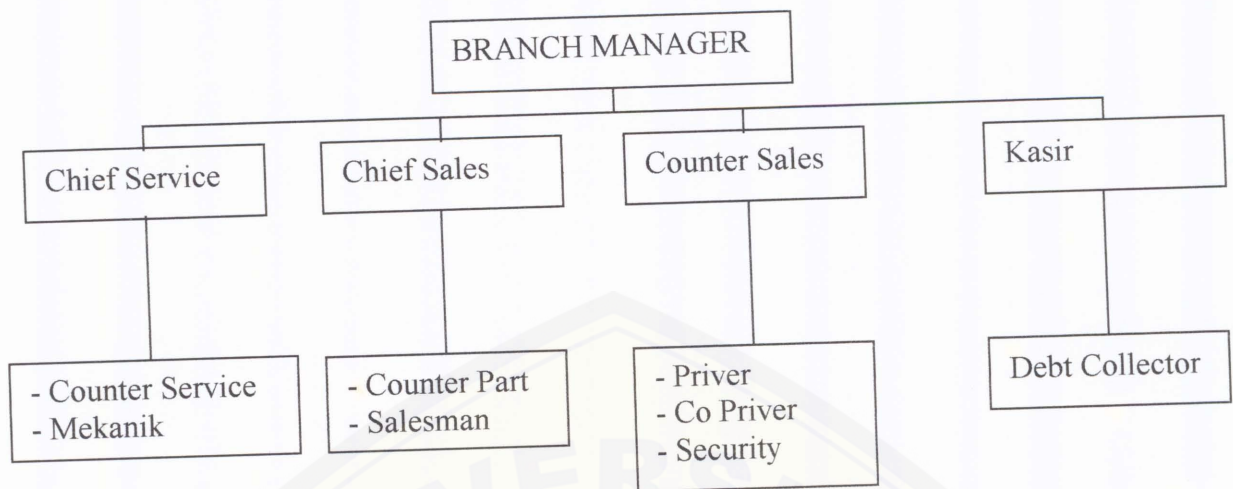 BRANCH MANAGER
Chief Service
Chief Sales
Counter Sales
Kasir
- Counter Service
- Mekanik
- Counter Part
- Salesman
- Priver
- Co Priver
- Security
Debt Collector